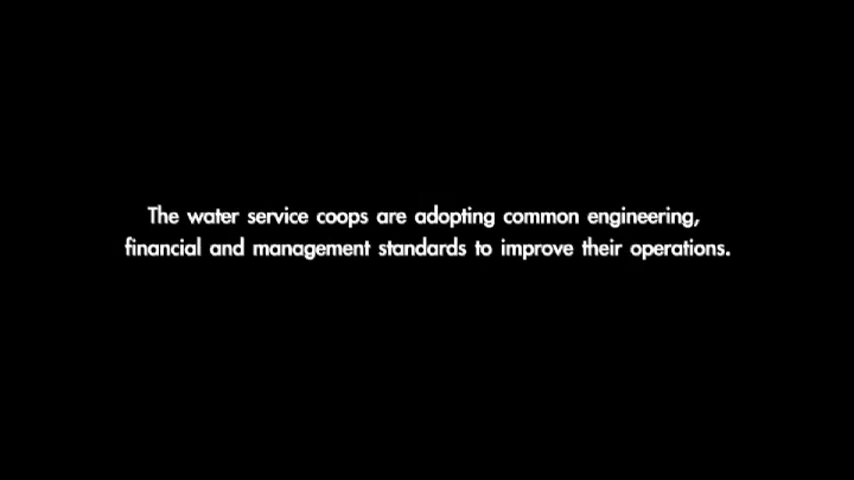 The water service coops are adopting common engineering,
financial and management standards to improve their operations.